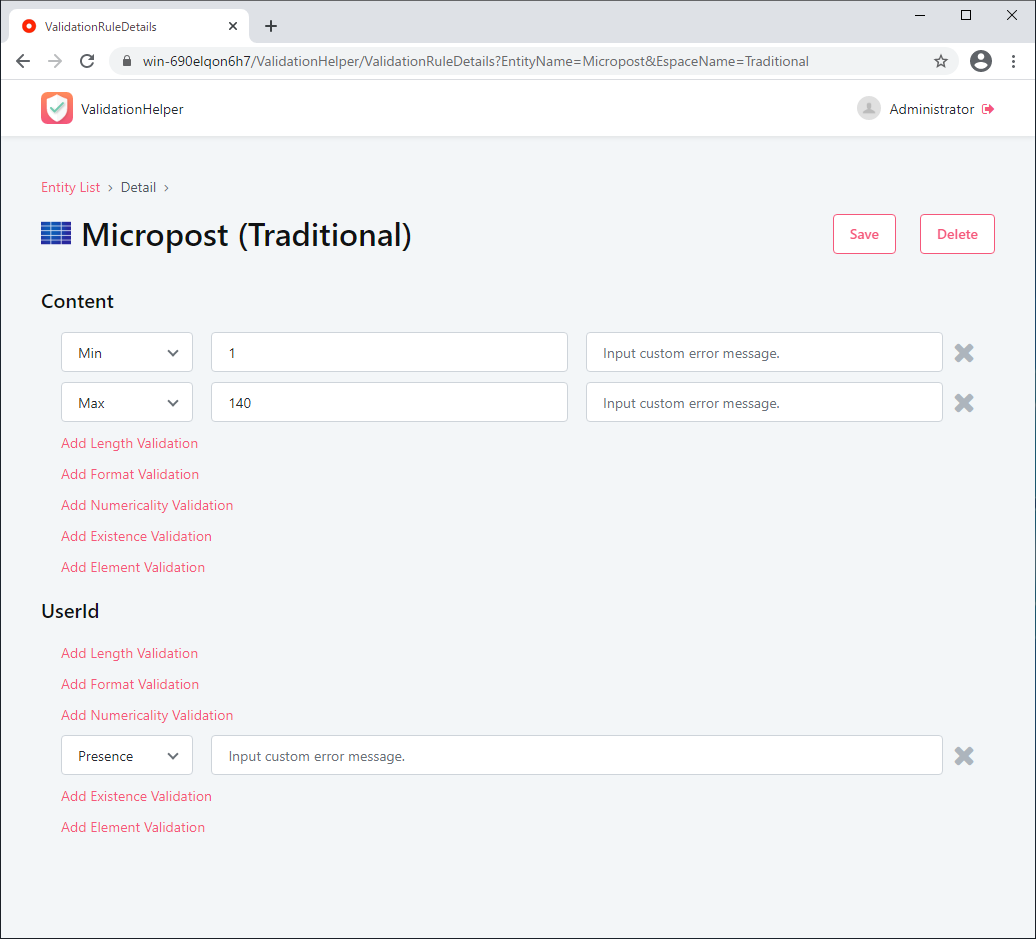 ValidationRuleDetails
win-690elqon6h7/ValidationHelper/ValidationRuleDetails?EntityName=Micropost&EspaceName=Traditional
ValidationHelper
Administrator
Entity List > Detail >
Micropost (Traditional)
Save
Delete
Content
Min 1 Input custom error message.
Max 140 Input custom error message.
Add Length Validation
Add Format Validation
Add Numericality Validation
Add Existence Validation
Add Element Validation
UserId
Add Length Validation
Add Format Validation
Add Numericality Validation
Presence Input custom error message.
Add Existence Validation
Add Element Validation